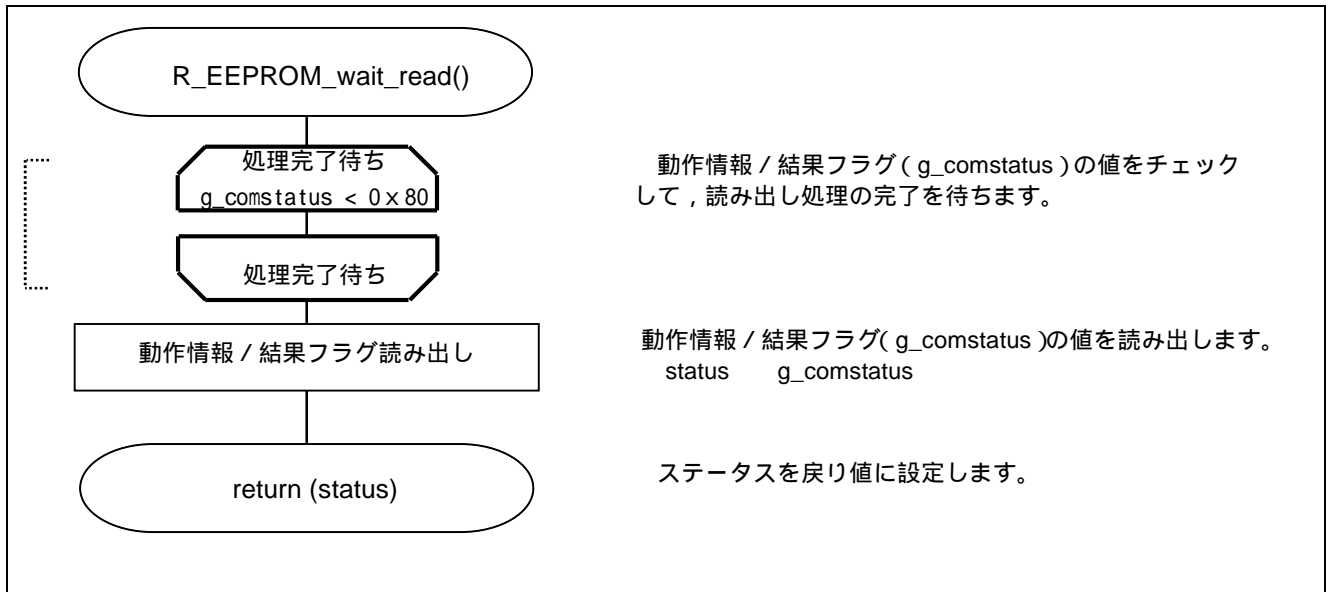 R_EEPROM_wait_read()
処理完了待ち
g_comstatus < 0×80
動作情報/結果フラグ(g_comstatus)の値をチェック
して,読み出し処理の完了を待ちます。
処理完了待ち
動作情報/結果フラグ読み出し
動作情報/結果フラグ(g_comstatus)の値を読み出します。
status g_comstatus
return (status)
ステータスを戻り値に設定します。